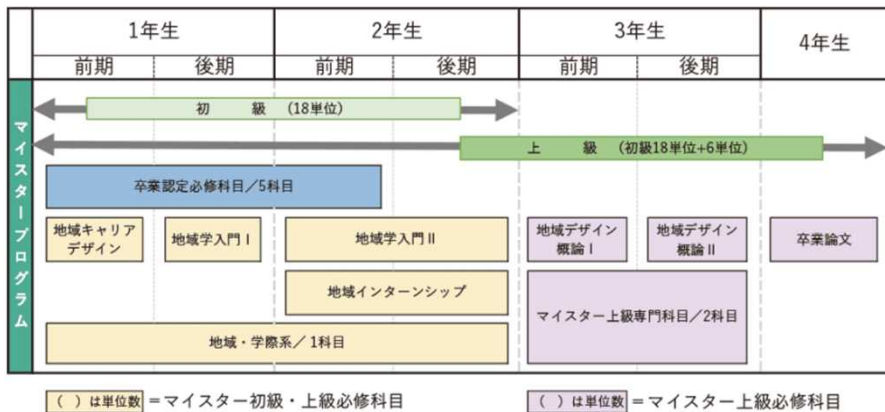 1年生 2年生 3年生 4年生
前期 後期 前期 後期 前期 後期
マイスタープログラム
初 級 (18単位)
上 級 (初級18単位+6単位)
卒業認定必修科目/5科目
地域キャリア
デザイン
地域学入門Ⅰ
地域学入門Ⅱ
地域デザイン
概論Ⅰ
地域デザイン
概論Ⅱ
卒業論文
地域インターンシップ
マイスター上級専門科目/2科目
地域・学際系/1科目
( )は単位数=マイスター初級・上級必修科目
( )は単位数=マイスター上級必修科目